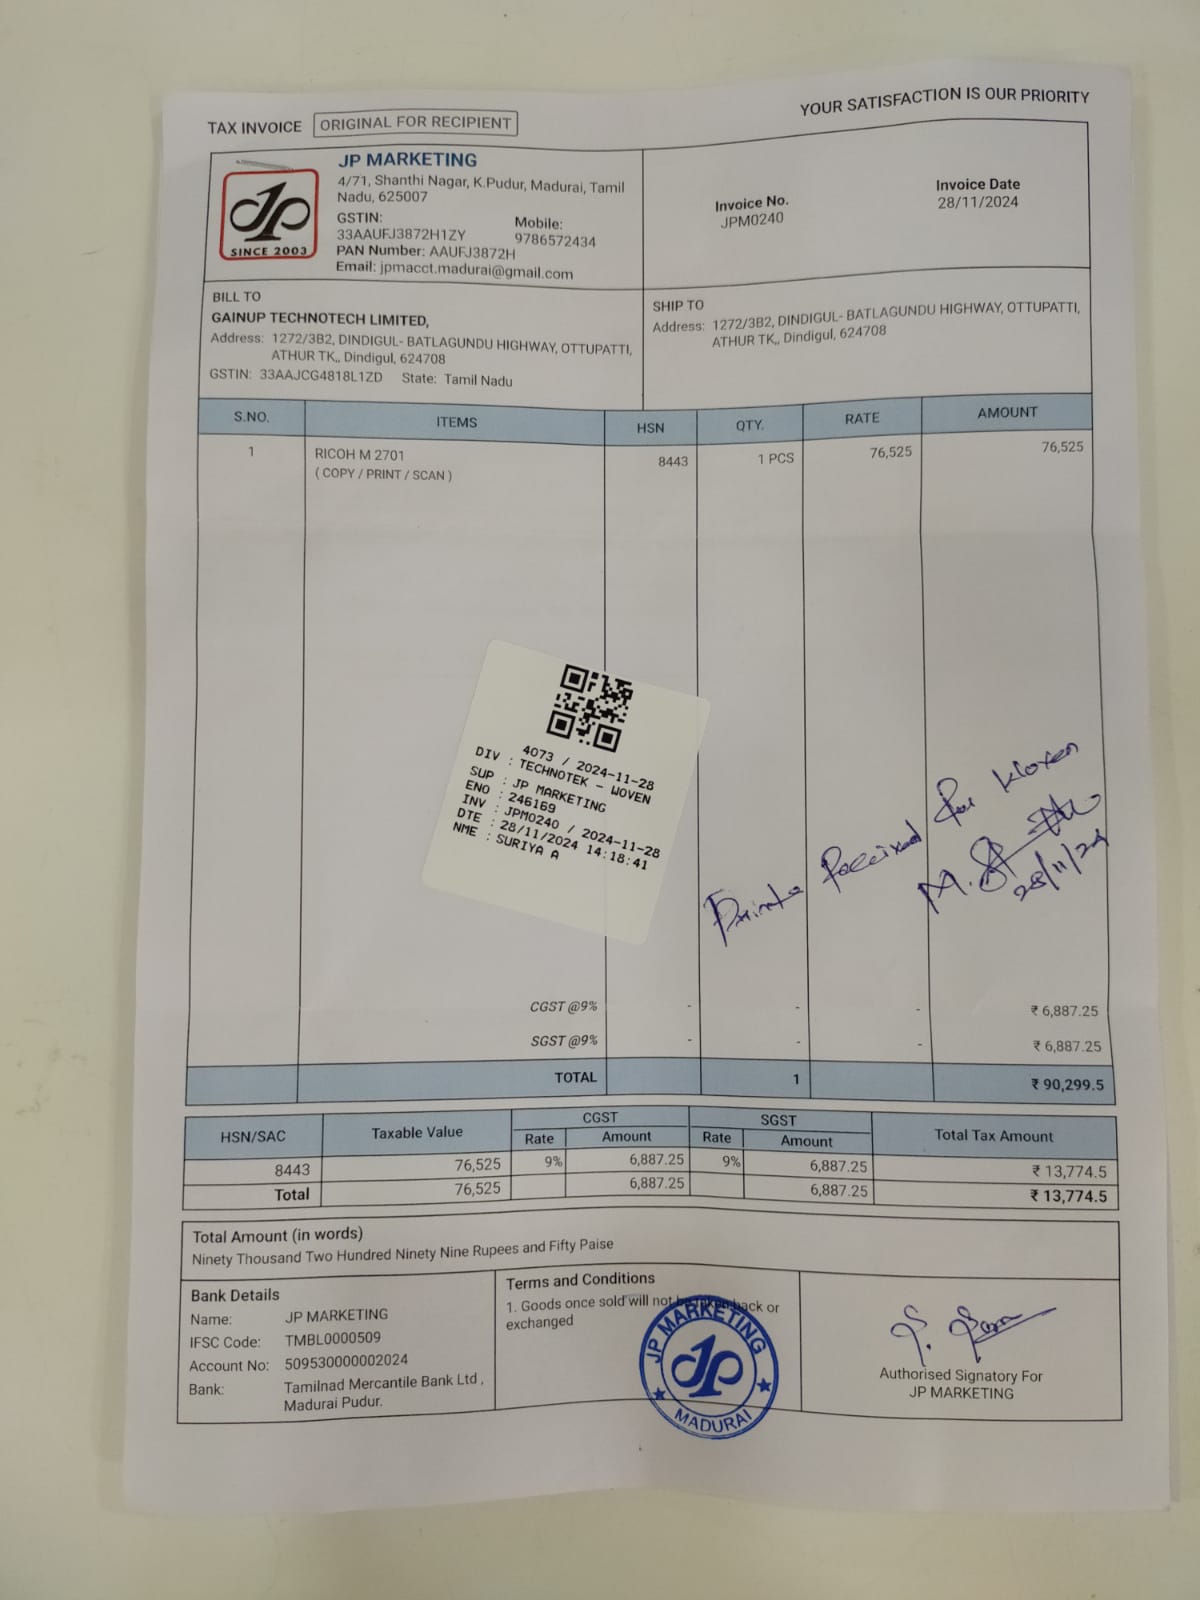 YOUR SATISFACTION IS OUR PRIORITY
TAX INVOICE ORIGINAL FOR RECIPIENT
JP
SINCE 2003
JP MARKETING
4/71, Shanthi Nagar, K.Pudur, Madurai, Tamil
Nadu, 625007
GSTIN:
33AAUFJ3872H1ZY
Mobile:
9786572434
PAN Number: AAUFJ3872H
Email: jpmacct.madurai@gmail.com
Invoice No.
JPM0240
Invoice Date
28/11/2024
BILL TO
GAINUP TECHNOTECH LIMITED,
Address: 1272/3B2, DINDIGUL- BATLAGUNDU HIGHWAY, OTTUPATTI,
ATHUR TK,, Dindigul, 624708
GSTIN: 33AAJCG4818L1ZD State: Tamil Nadu
SHIP TO
Address: 1272/3B2, DINDIGUL- BATLAGUNDU HIGHWAY, OTTUPATTI,
ATHUR TK,, Dindigul, 624708
S.NO. ITEMS HSN QTY. RATE AMOUNT
1 RICOH M 2701 8443 1 PCS 76,525 76,525
( COPY / PRINT / SCAN )
4073 / 2024-11-28
DIV : TECHNOTEK - WOVEN
SUP : JP MARKETING
ENO : 246169
INV : JPM0240 / 2024-11-28
DTE : 28/11/2024 14:18:41
NME : SURIYA A
Received For Woven
M.
28/11/24
CGST @9% - - - ₹ 6,887.25
SGST @9% - - - ₹ 6,887.25
TOTAL 1 ₹ 90,299.5
HSN/SAC Taxable Value CGST SGST Total Tax Amount
Rate Amount Rate Amount
8443 76,525 9% 6,887.25 9% 6,887.25 ₹ 13,774.5
Total 76,525 6,887.25 6,887.25 ₹ 13,774.5
Total Amount (in words)
Ninety Thousand Two Hundred Ninety Nine Rupees and Fifty Paise
Bank Details
Name: JP MARKETING
IFSC Code: TMBL0000509
Account No: 509530000002024
Bank: Tamilnad Mercantile Bank Ltd ,
Madurai Pudur.
Terms and Conditions
1. Goods once sold will not be taken back or
exchanged
JP MARKETING
JP
MADURAI
Authorised Signatory For
JP MARKETING